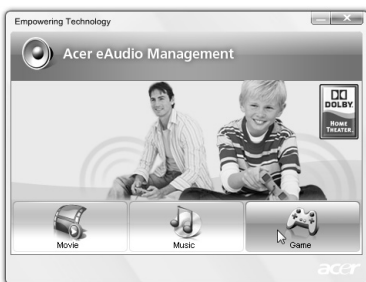 Empowering Technology
Acer eAudio Management
DOLBY
HOME
THEATER
Movie
Music
Game
acer